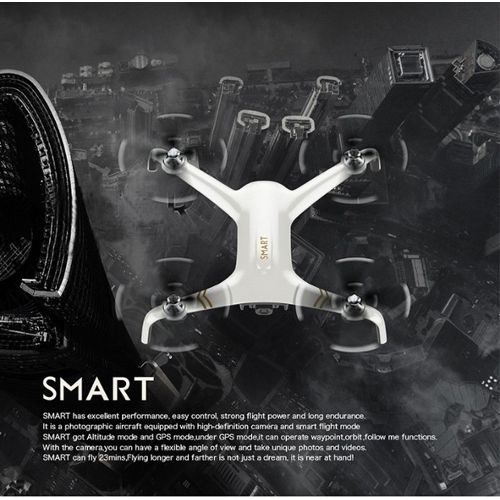 SMART
SMART
SMART has excellent performance, easy control, strong flight power and long endurance.
It is a photographic aircraft equipped with high-definition camera and smart flight mode
SMART got Altitude mode and GPS mode,under GPS mode,it can operate waypoint,orbit,follow me functions.
With the camera,you can have a flexible angle of view and take unique photos and videos.
SMART can fly 23mins,Flying longer and farther is not just a dream, it is near at hand!